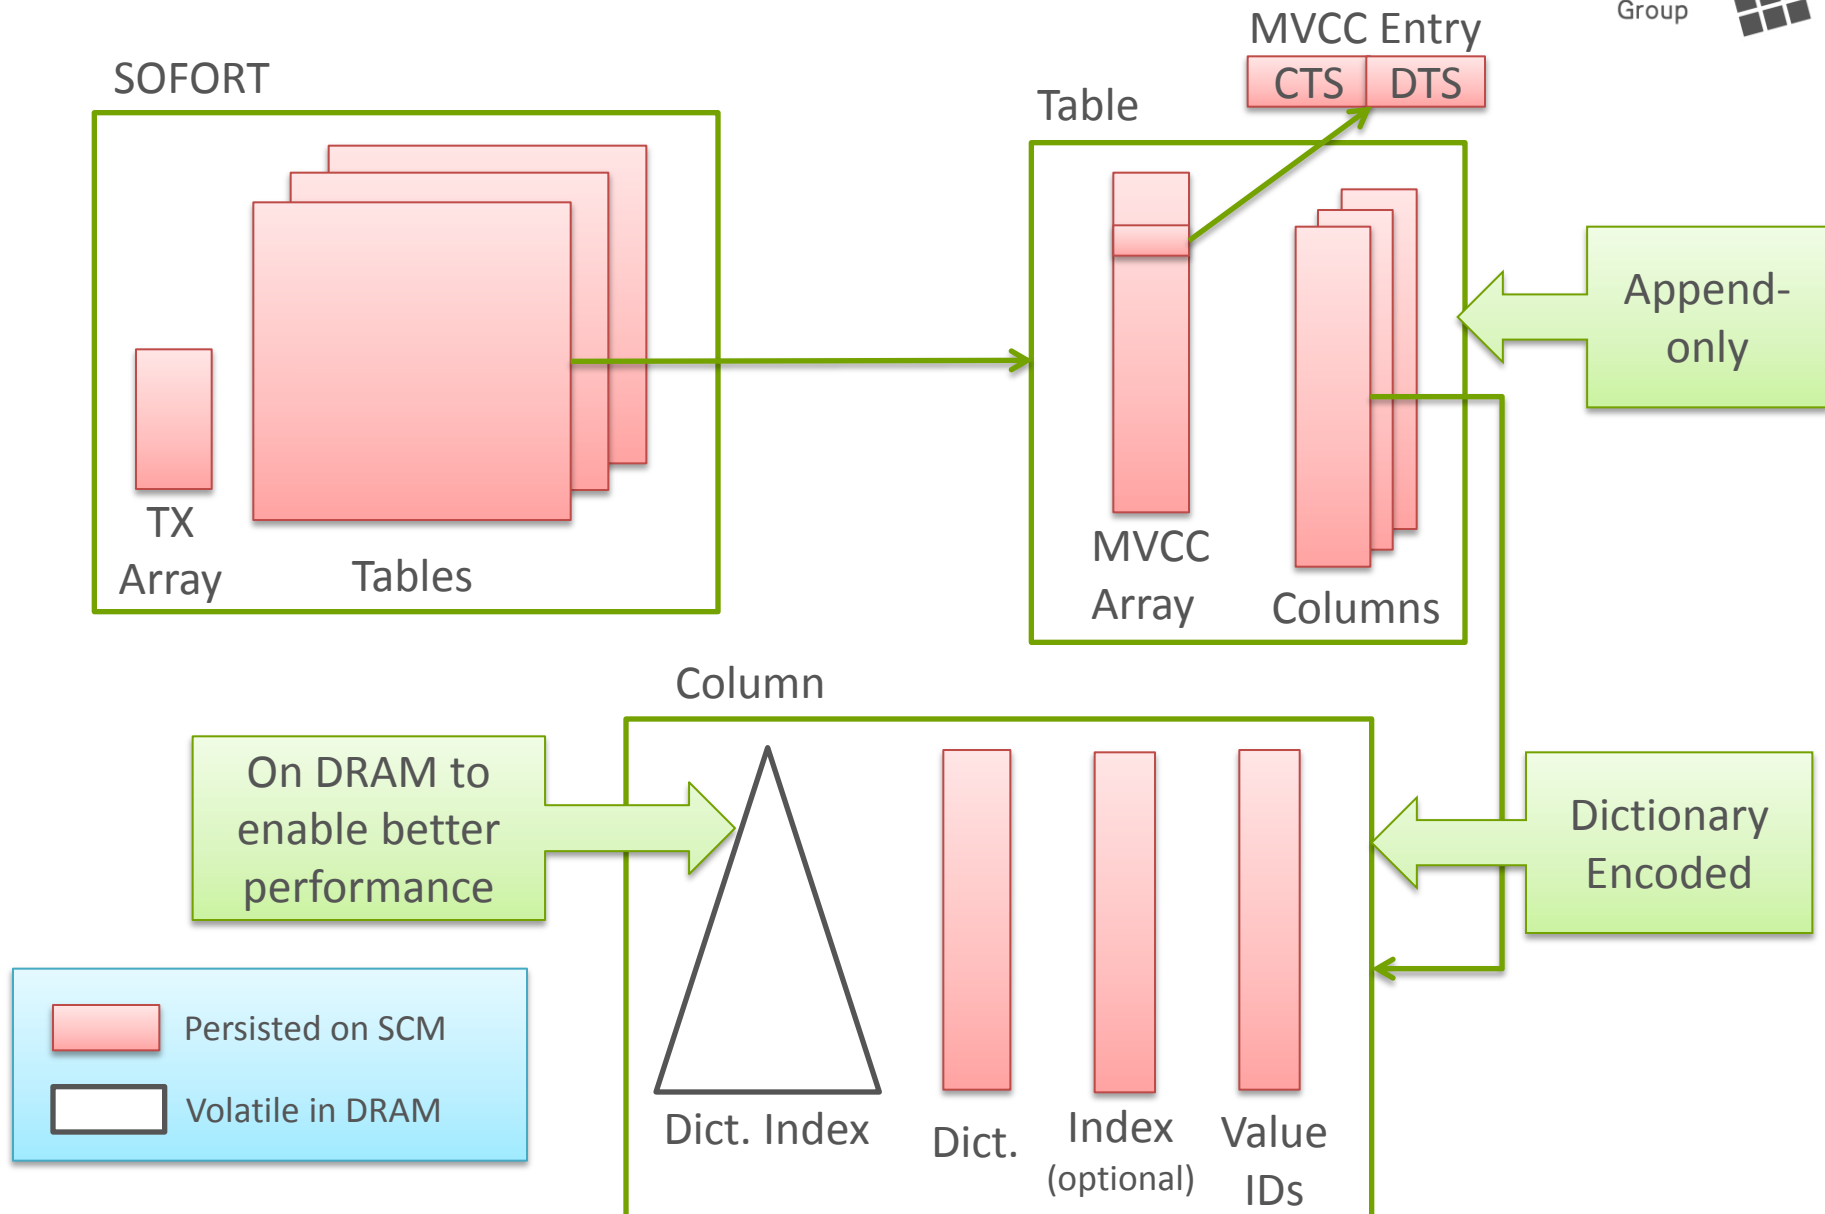 Group
MVCC Entry
CTS DTS
SOFORT
Table
Append-
only
TX
Array
Tables
MVCC
Array
Columns
Column
On DRAM to
enable better
performance
Dictionary
Encoded
Persisted on SCM
Volatile in DRAM
Dict. Index
Dict.
Index
(optional)
Value
IDs